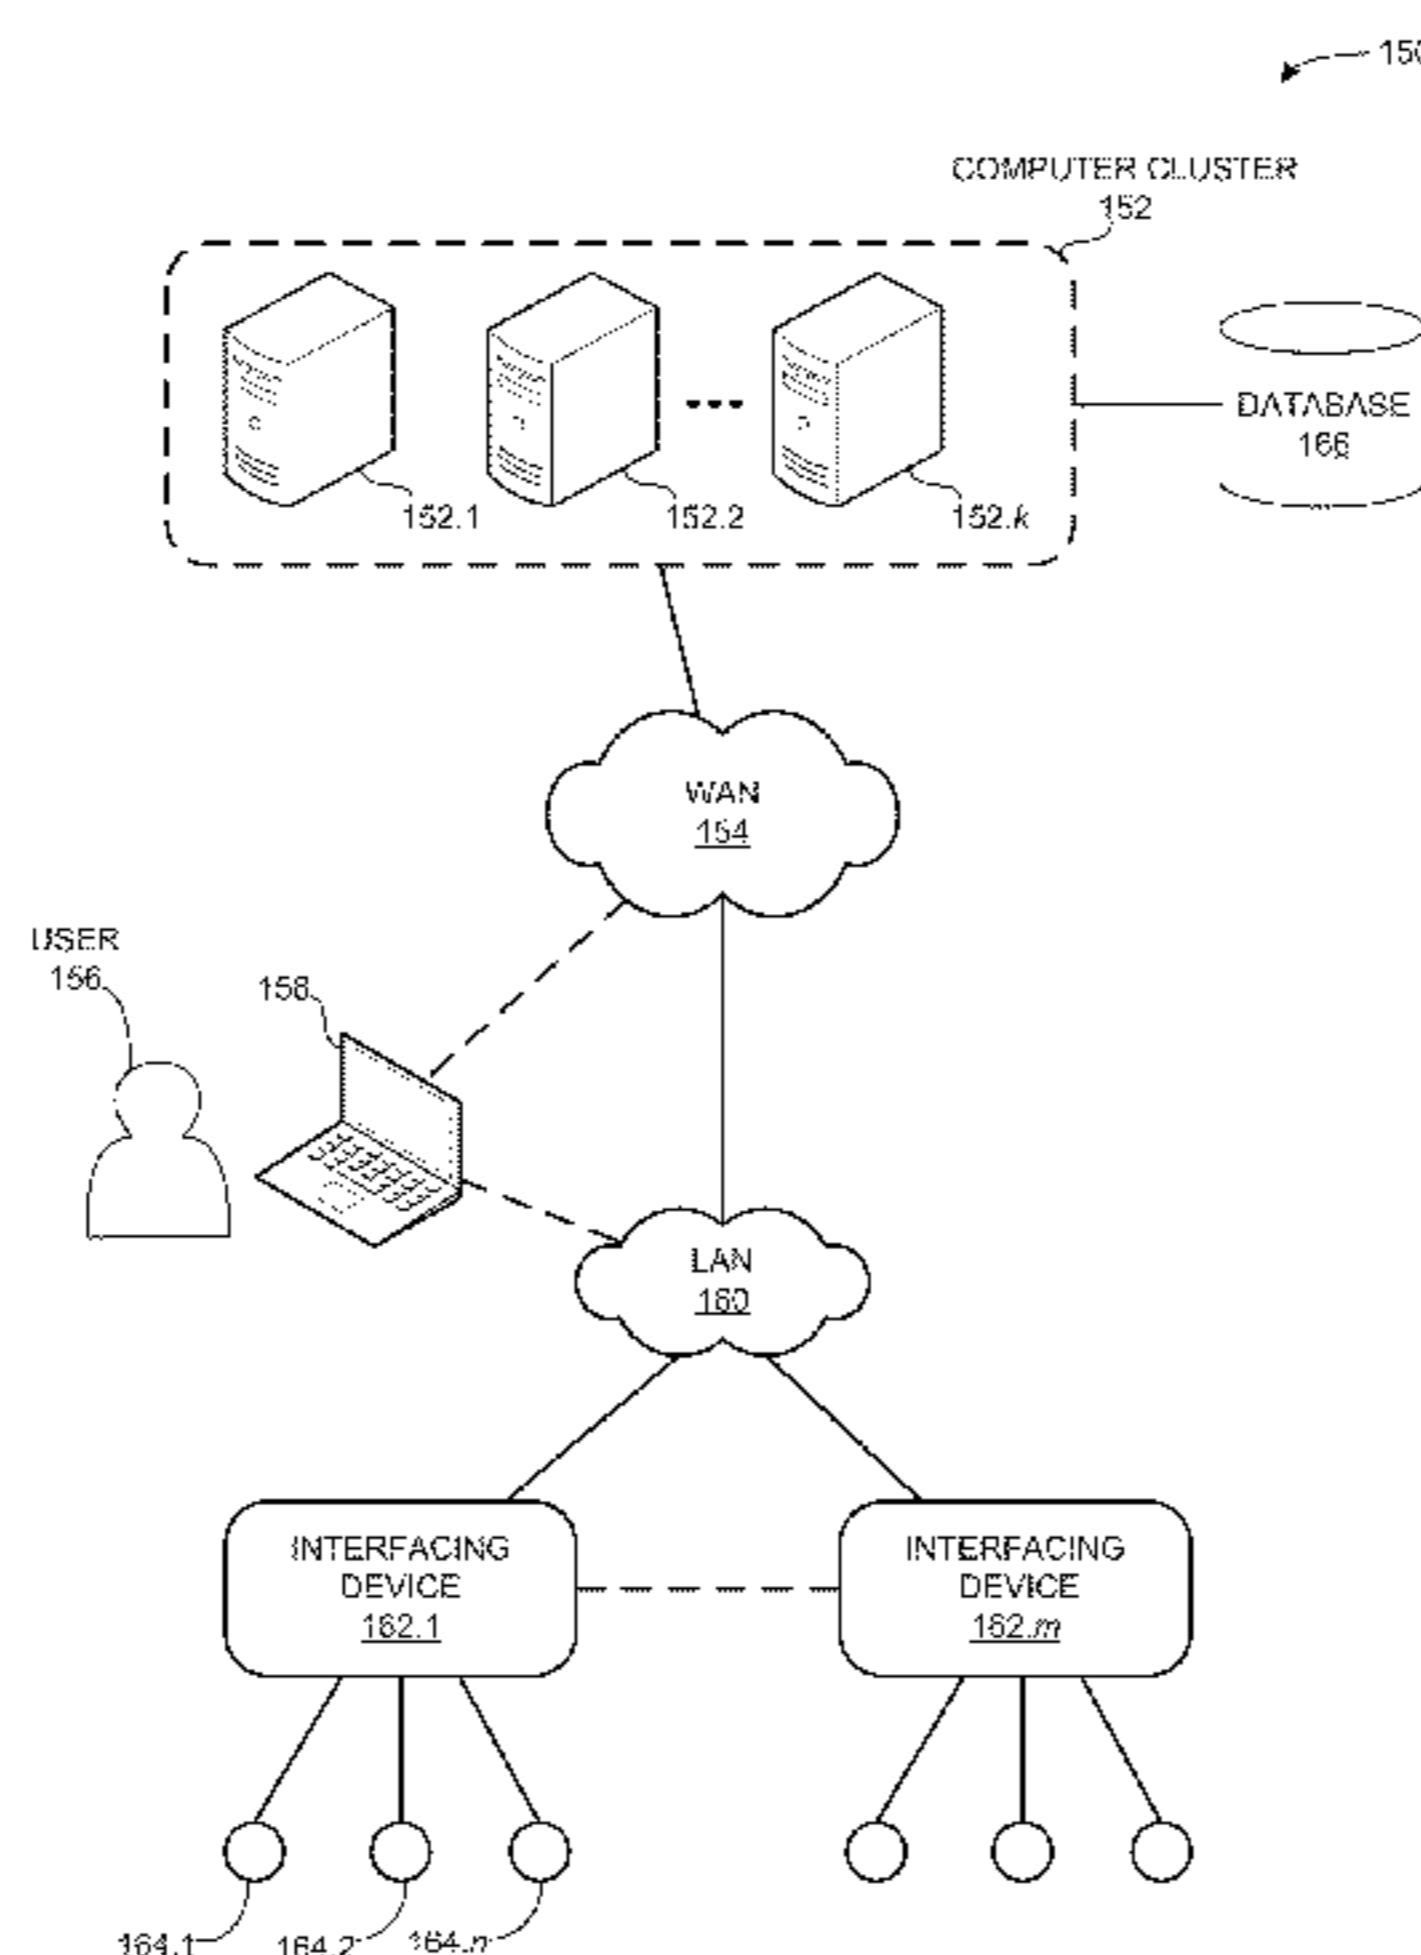 COMPUTER CLUSTER
152
152.1
152.2
152.k
DATABASE
166
WAN
154
USER
156
158
LAN
160
INTERFACING
DEVICE
162.1
INTERFACING
DEVICE
162.m
164.1
164.2
164.n